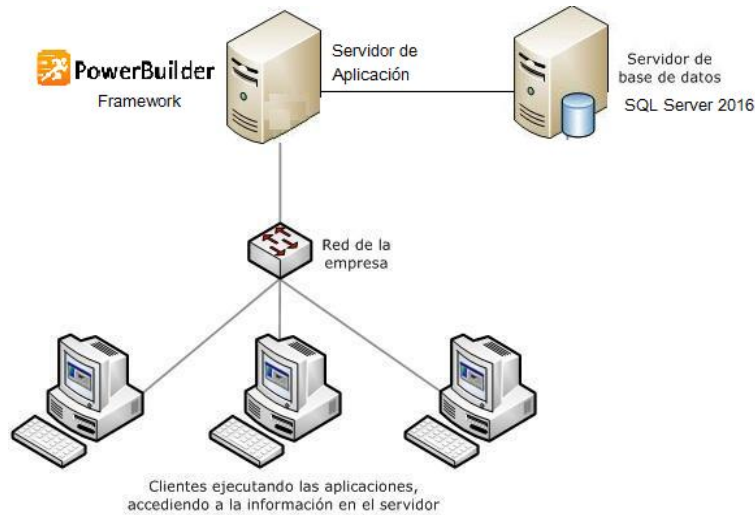 PowerBuilder
Framework
Servidor de
Aplicación
Servidor de
base de datos
SQL Server 2016
Red de la
empresa
Clientes ejecutando las aplicaciones,
accediendo a la información en el servidor